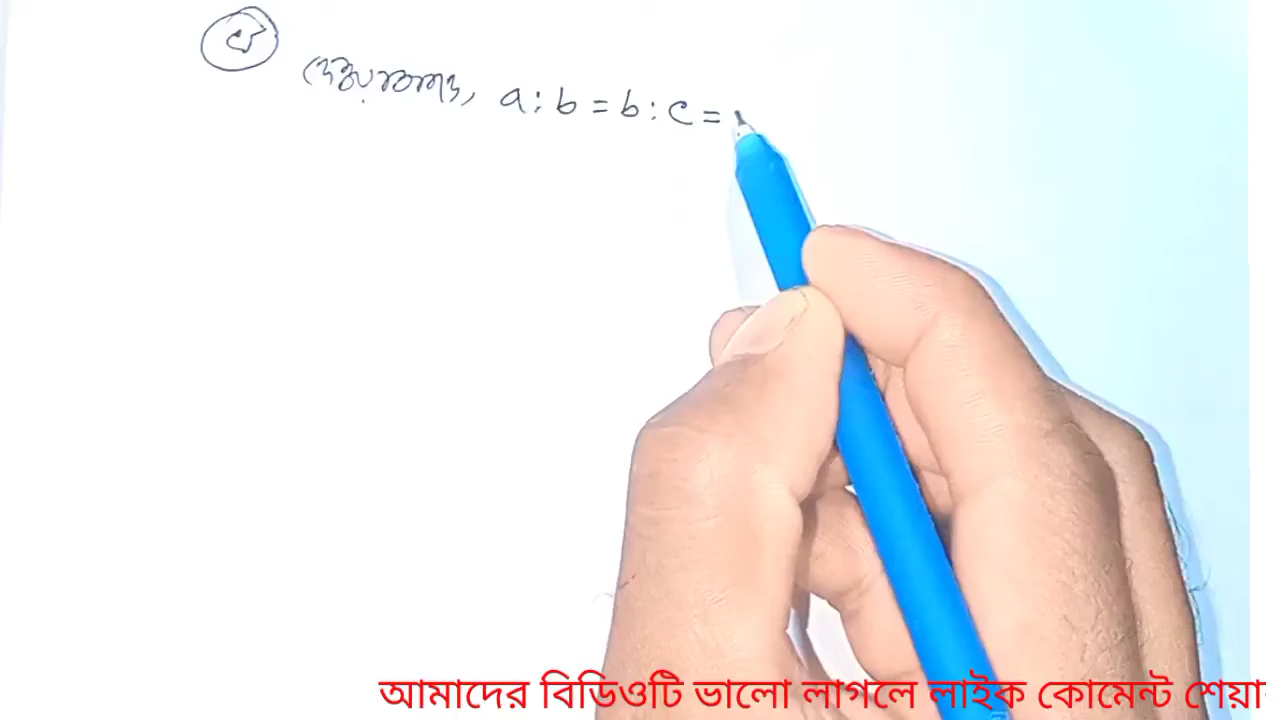 a : b = b : c =
আমাদের বিডিওটি ভালো লাগলে লাইক কোমেন্ট শেয়া